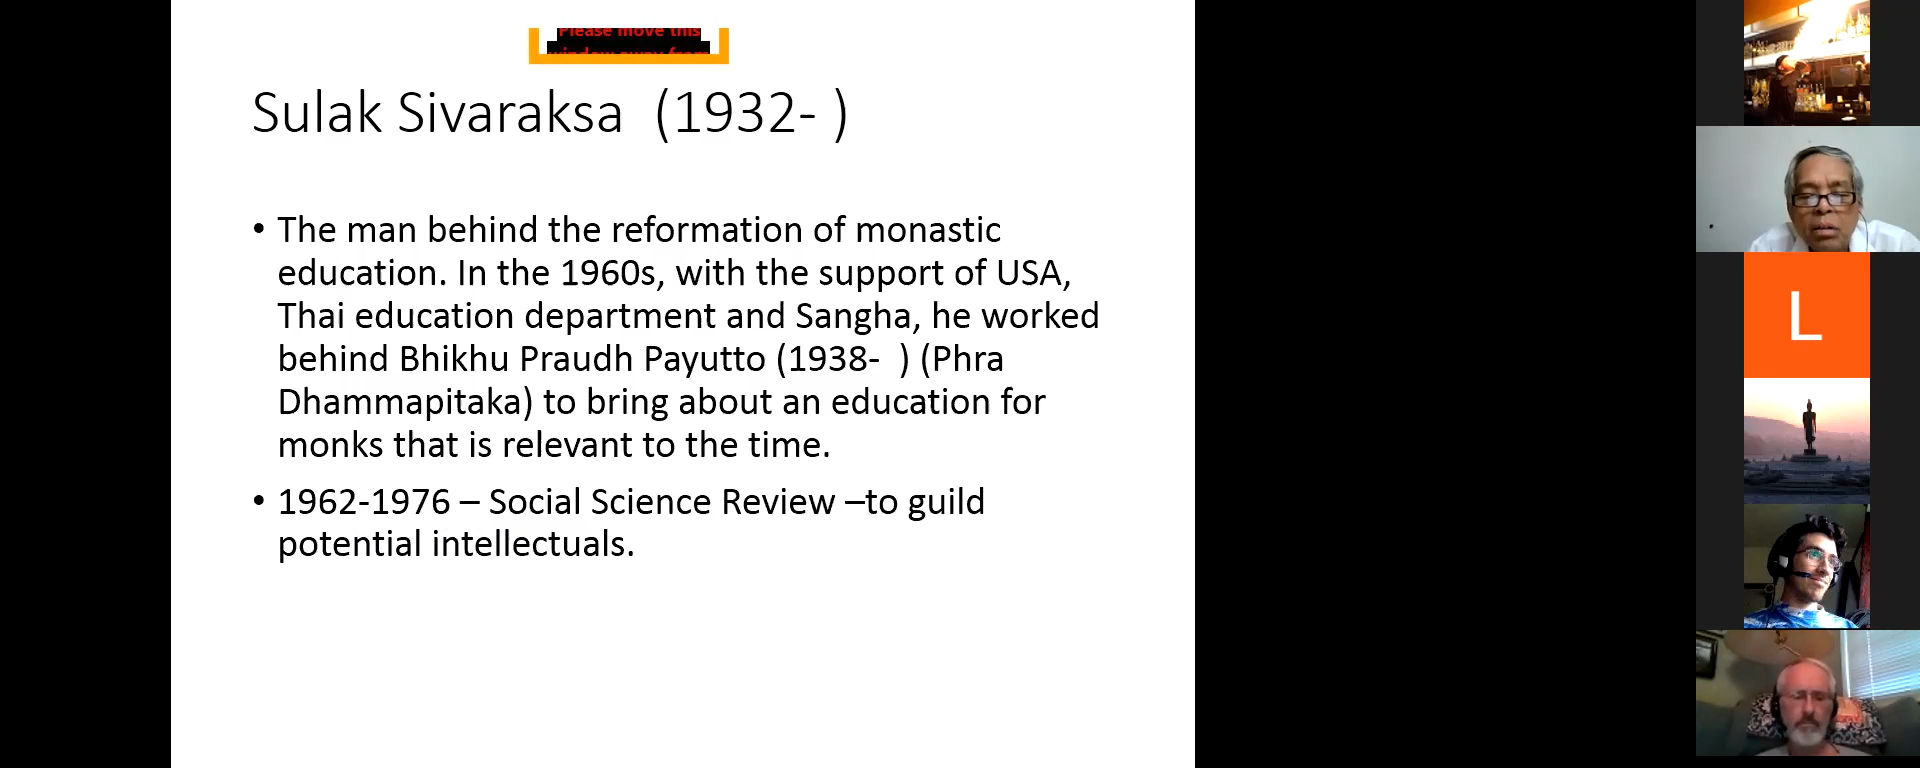 Please move this
window away from
Sulak Sivaraksa (1932- )
• The man behind the reformation of monastic
education. In the 1960s, with the support of USA,
Thai education department and Sangha, he worked
behind Bhikhu Praudh Payutto (1938- ) (Phra
Dhammapitaka) to bring about an education for
monks that is relevant to the time.
• 1962-1976 – Social Science Review –to guild
potential intellectuals.
L